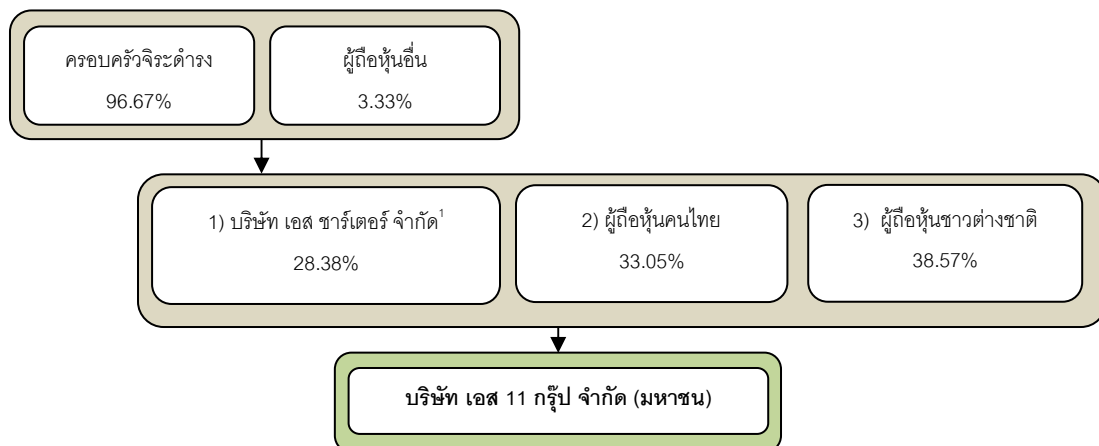 ครอบครัวจิระดำรง
96.67%
ผู้ถือหุ้นอื่น
3.33%
1) บริษัท เอส ชาร์เตอร์ จำกัด¹
28.38%
2) ผู้ถือหุ้นคนไทย
33.05%
3) ผู้ถือหุ้นชาวต่างชาติ
38.57%
บริษัท เอส 11 กรุ๊ป จำกัด (มหาชน)